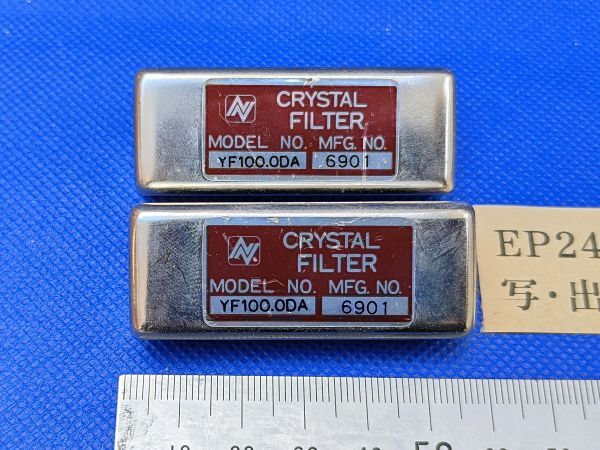 CRYSTAL
FILTER
MODEL NO. MFG. NO.
YF100.0DA 6901
CRYSTAL
FILTER
MODEL NO. MFG. NO.
YF100.0DA 6901
EP24
写・出
50